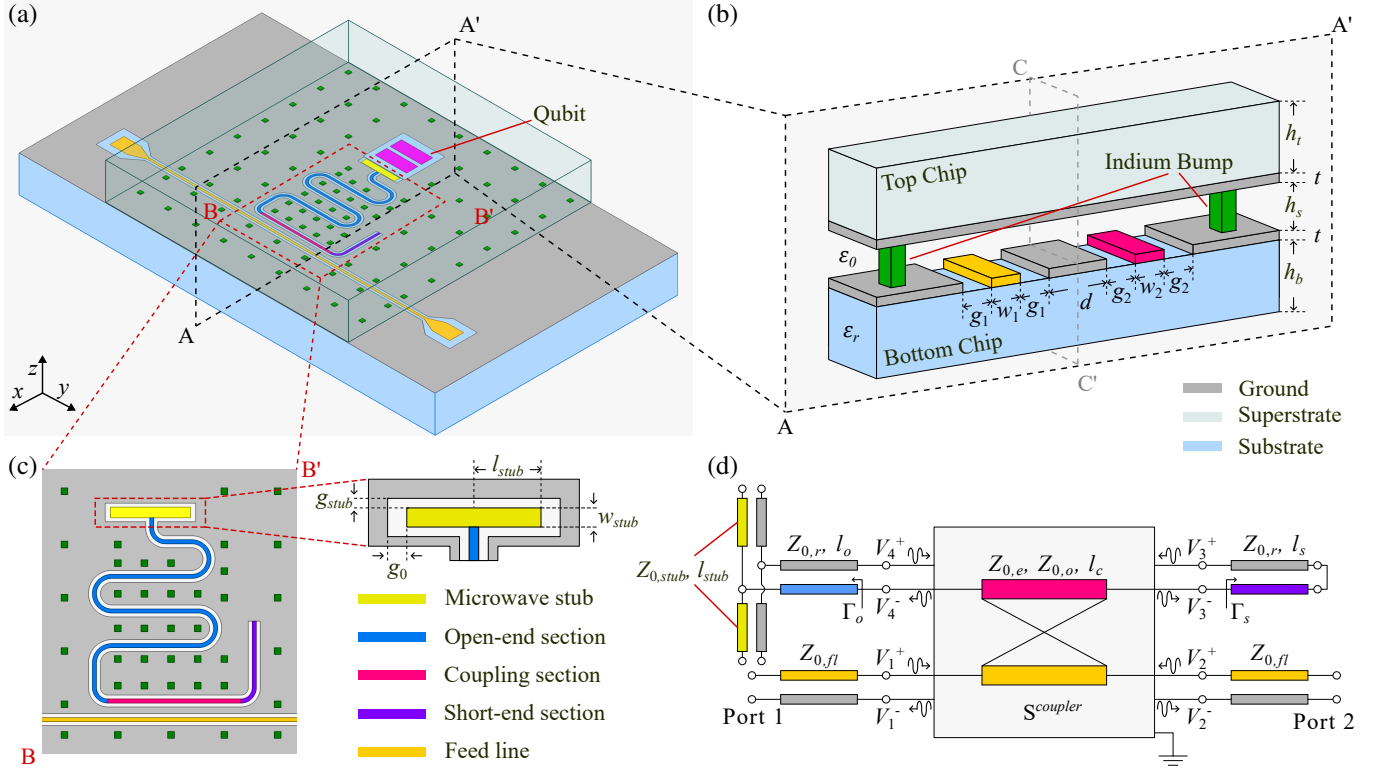 (a)
A'
Qubit
B
B'
A
z
x
y
(b)
A'
C
Top Chip
Indium Bump
h_t
t
h_s
t
h_b
ε_0
ε_r
g_1
w_1
g_1
d
g_2
w_2
g_2
Bottom Chip
C'
A
Ground
Superstrate
Substrate
(c)
B'
B
l_stub
g_stub
w_stub
g_0
Microwave stub
Open-end section
Coupling section
Short-end section
Feed line
(d)
Z_0,stub, l_stub
Z_0,r, l_o
V_4^+
Z_0,e, Z_0,o, l_c
V_3^+
Z_0,r, l_s
Γ_o
V_4^-
V_3^-
Γ_s
Z_0,fl
V_1^+
V_2^+
Z_0,fl
Port 1
V_1^-
S^coupler
V_2^-
Port 2